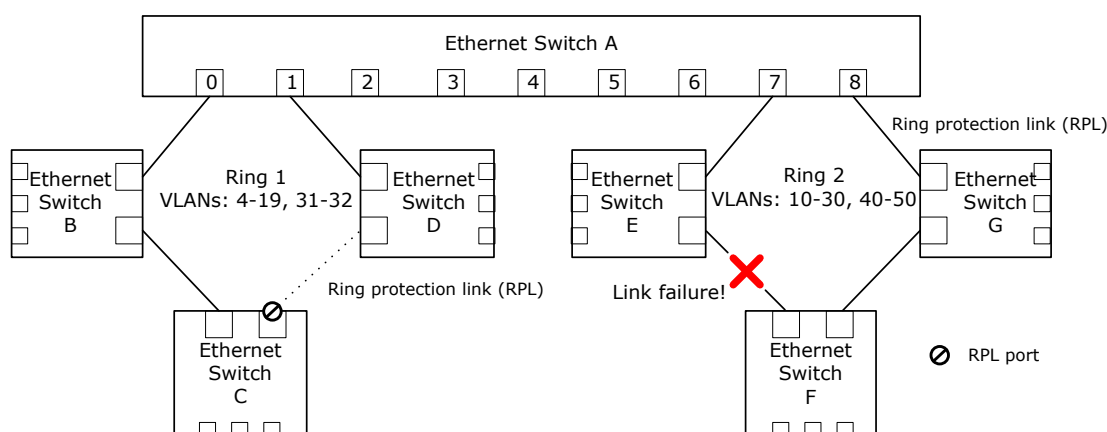 Ethernet Switch A
0 1 2 3 4 5 6 7 8
Ring protection link (RPL)
Ethernet
Switch
B
Ring 1
VLANs: 4-19, 31-32
Ethernet
Switch
D
Ethernet
Switch
E
Ring 2
VLANs: 10-30, 40-50
Ethernet
Switch
G
Ring protection link (RPL)
Link failure!
Ethernet
Switch
C
Ethernet
Switch
F
RPL port